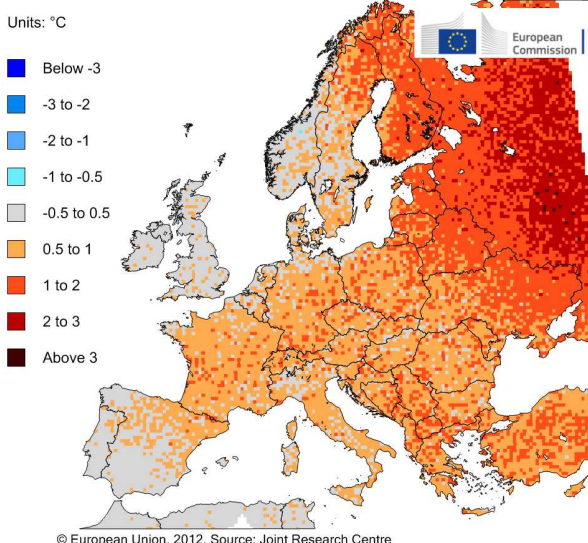 Units: °C
European
Commission
Below -3
-3 to -2
-2 to -1
-1 to -0.5
-0.5 to 0.5
0.5 to 1
1 to 2
2 to 3
Above 3
© European Union, 2012. Source: Joint Research Centre